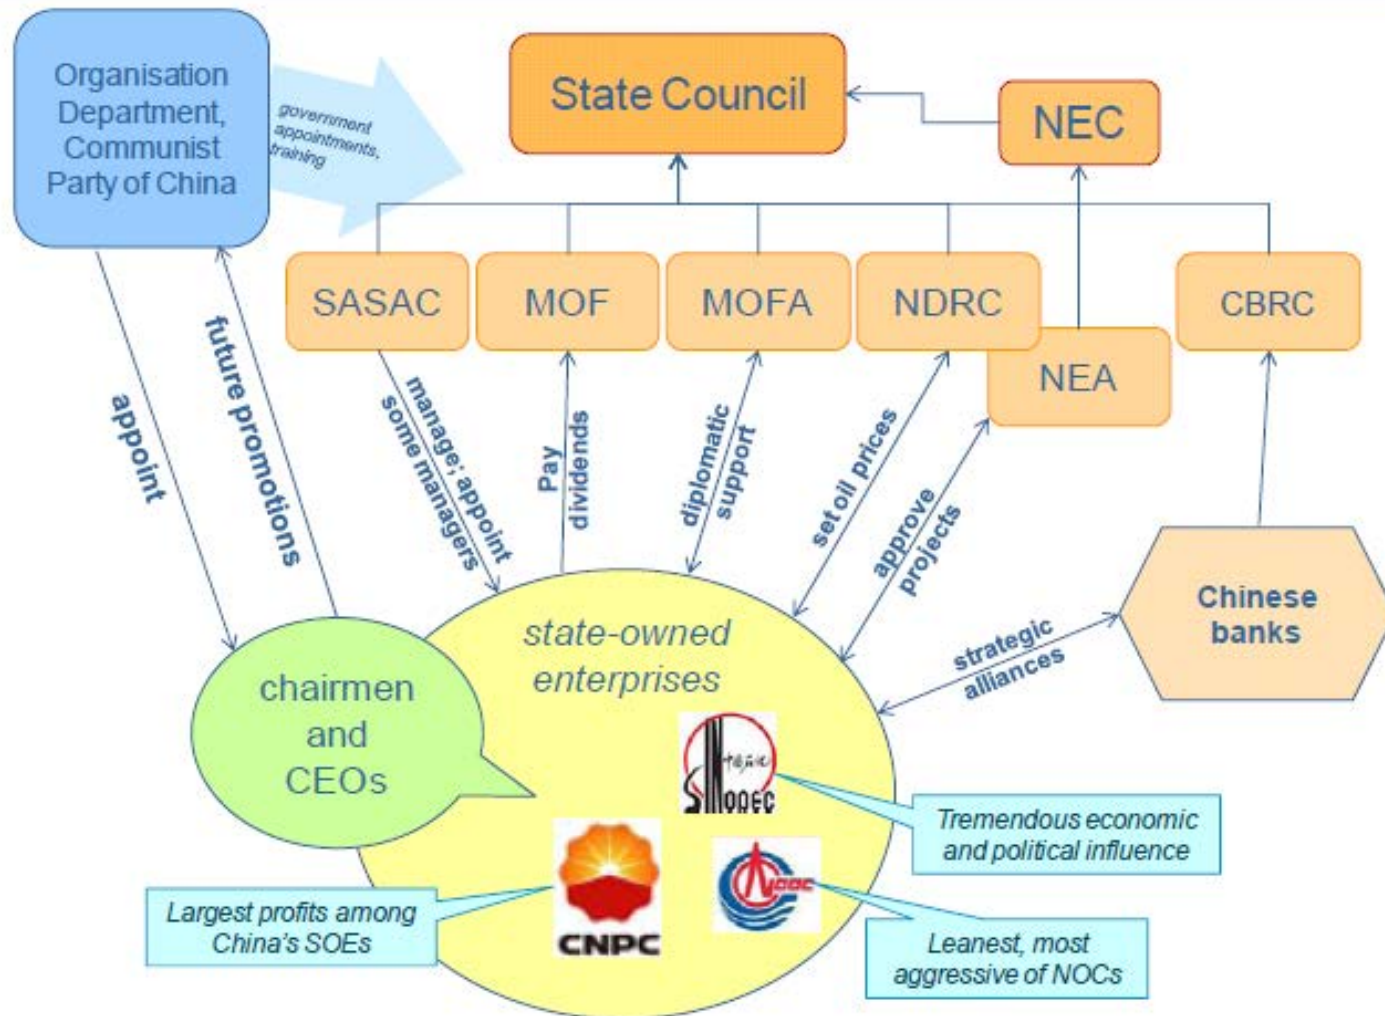 Organisation
Department,
Communist
Party of China
government
appointments,
training
State Council
NEC
SASAC
MOF
MOFA
NDRC
NEA
CBRC
appoint
future promotions
manage; appoint
some managers
Pay
dividends
diplomatic
support
set oil prices
approve
projects
strategic
alliances
Chinese
banks
chairmen
and
CEOs
state-owned
enterprises
SINOPEC
CNPC
CNOOC
Tremendous economic
and political influence
Largest profits among
China's SOEs
Leanest, most
aggressive of NOCs